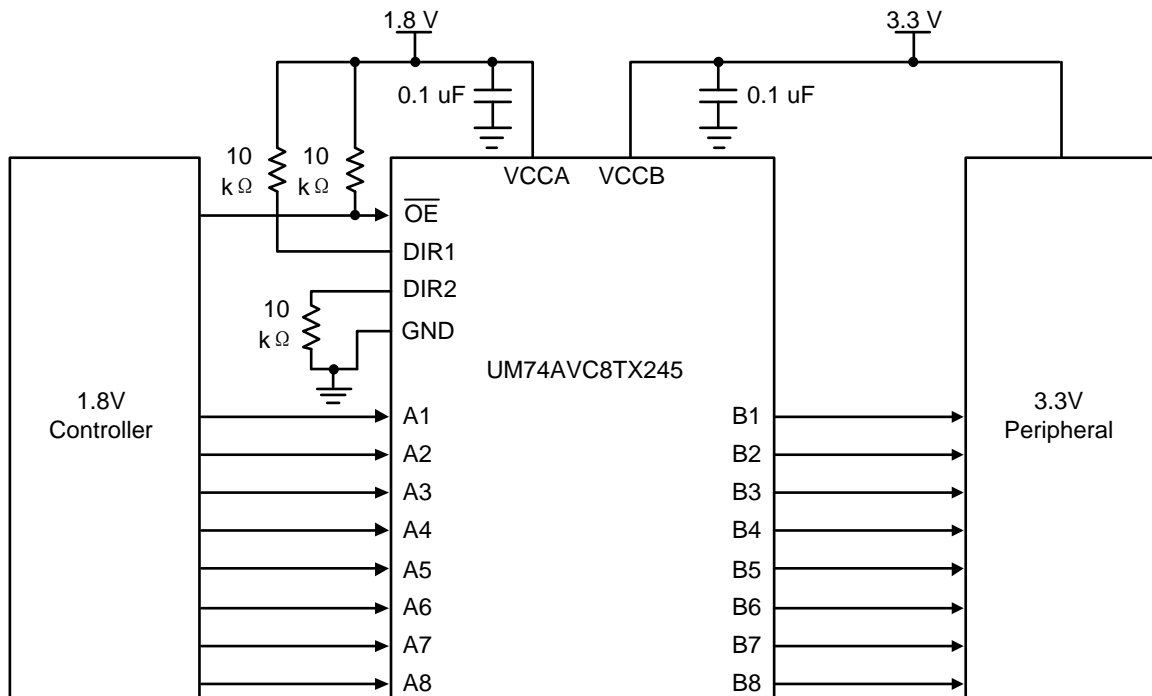 1.8 V
3.3 V
0.1 uF
0.1 uF
10
kΩ
10
kΩ
VCCA
VCCB
OE
DIR1
DIR2
GND
10
kΩ
UM74AVC8TX245
1.8V
Controller
3.3V
Peripheral
A1
A2
A3
A4
A5
A6
A7
A8
B1
B2
B3
B4
B5
B6
B7
B8